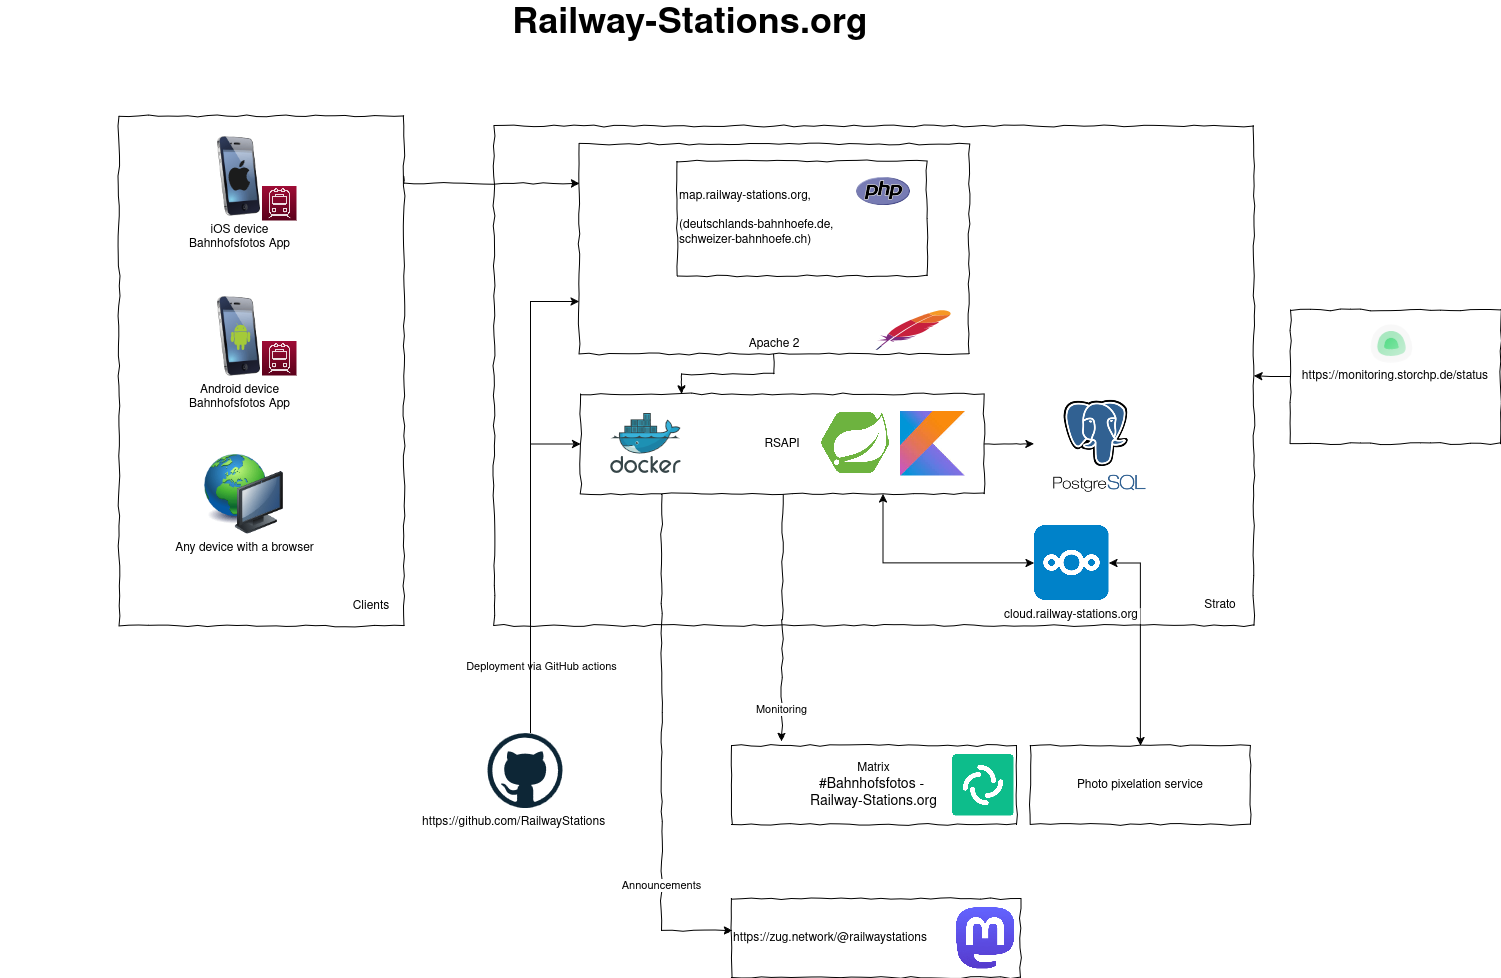 Railway-Stations.org
iOS device
Bahnhofsfotos App
Android device
Bahnhofsfotos App
Any device with a browser
Clients
map.railway-stations.org,
(deutschlands-bahnhoefe.de,
schweizer-bahnhoefe.ch)
php
Apache 2
docker
RSAPI
PostgreSQL
cloud.railway-stations.org
Strato
https://monitoring.storchp.de/status
Deployment via GitHub actions
https://github.com/RailwayStations
Monitoring
Matrix
#Bahnhofsfotos -
Railway-Stations.org
Photo pixelation service
Announcements
https://zug.network/@railwaystations
m